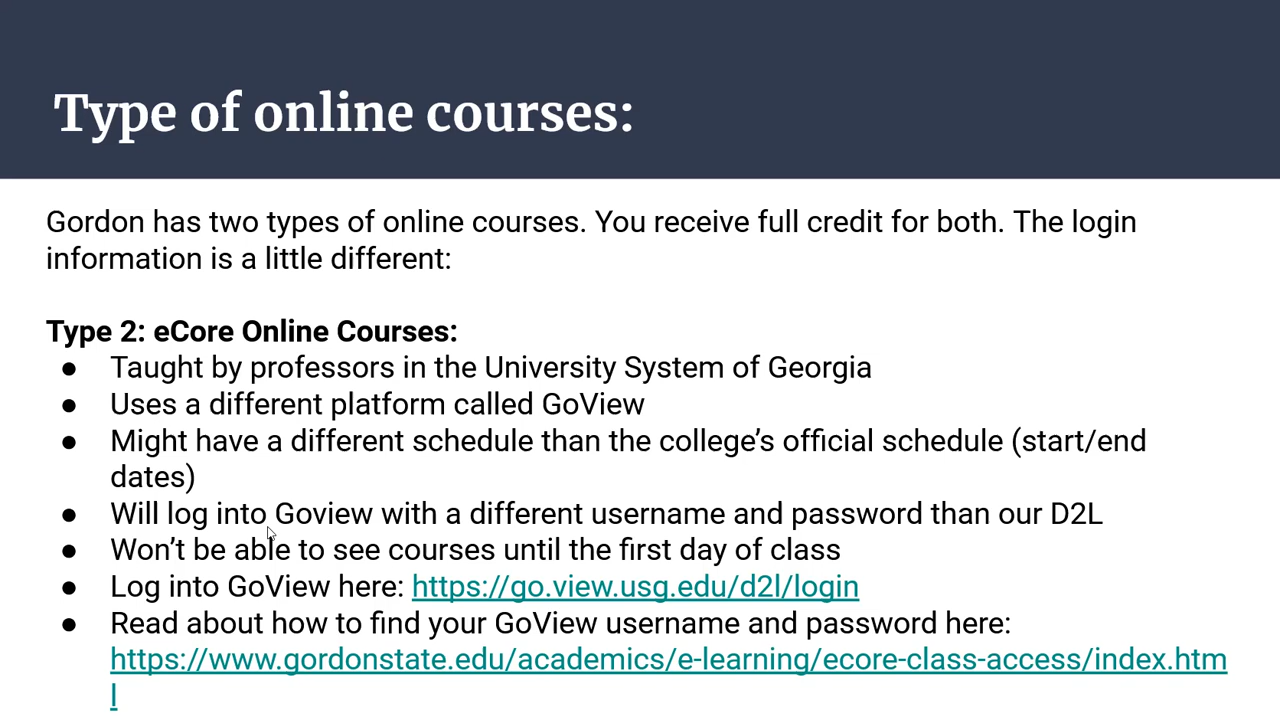 Type of online courses:
Gordon has two types of online courses. You receive full credit for both. The login
information is a little different:
Type 2: eCore Online Courses:
● Taught by professors in the University System of Georgia
● Uses a different platform called GoView
● Might have a different schedule than the college’s official schedule (start/end
dates)
● Will log into Goview with a different username and password than our D2L
● Won’t be able to see courses until the first day of class
● Log into GoView here: https://go.view.usg.edu/d2l/login
● Read about how to find your GoView username and password here:
https://www.gordonstate.edu/academics/e-learning/ecore-class-access/index.htm
l